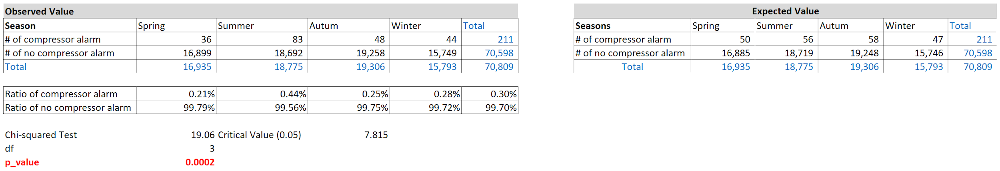 Observed Value
Season Spring Summer Autum Winter Total
# of compressor alarm 36 83 48 44 211
# of no compressor alarm 16,899 18,692 19,258 15,749 70,598
Total 16,935 18,775 19,306 15,793 70,809
Ratio of compressor alarm 0.21% 0.44% 0.25% 0.28% 0.30%
Ratio of no compressor alarm 99.79% 99.56% 99.75% 99.72% 99.70%
Chi-squared Test 19.06 Critical Value (0.05) 7.815
df 3
p_value 0.0002
Expected Value
Seasons Spring Summer Autum Winter Total
# of compressor alarm 50 56 58 47 211
# of no compressor alarm 16,885 18,719 19,248 15,746 70,598
Total 16,935 18,775 19,306 15,793 70,809